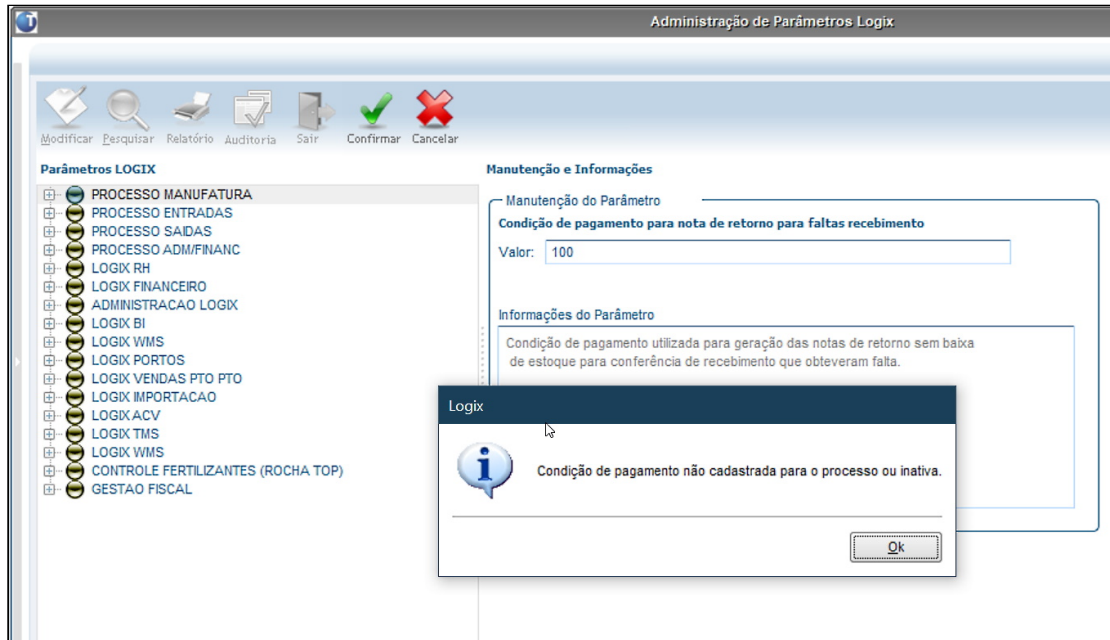 Administração de Parâmetros Logix
Modificar Pesquisar Relatório Auditoria Sair Confirmar Cancelar
Parâmetros LOGIX
PROCESSO MANUFATURA
PROCESSO ENTRADAS
PROCESSO SAIDAS
PROCESSO ADM/FINANC
LOGIX RH
LOGIX FINANCEIRO
ADMINISTRACAO LOGIX
LOGIX BI
LOGIX WMS
LOGIX PORTOS
LOGIX VENDAS PTO PTO
LOGIX IMPORTACAO
LOGIX ACV
LOGIX TMS
LOGIX WMS
CONTROLE FERTILIZANTES (ROCHA TOP)
GESTAO FISCAL
Manutenção e Informações
Manutenção do Parâmetro
Condição de pagamento para nota de retorno para faltas recebimento
Valor: 100
Informações do Parâmetro
Condição de pagamento utilizada para geração das notas de retorno sem baixa
de estoque para conferência de recebimento que obteveram falta.
Logix
Condição de pagamento não cadastrada para o processo ou inativa.
Ok